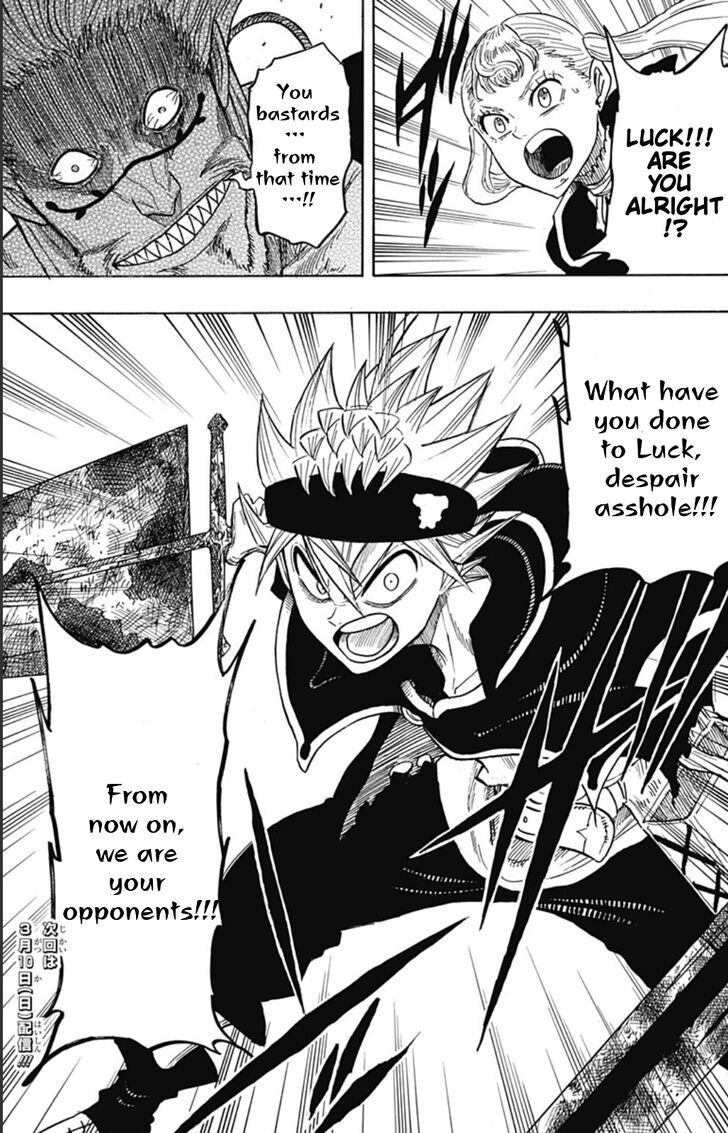 LUCK!!!
ARE
YOU
ALRIGHT
!?
You
bastards
...
from
that time
...!!
What have
you done
to Luck,
despair
asshole!!!
From
now on,
we are
your
opponents!!!
次回は
3月10日(日)配信!!!